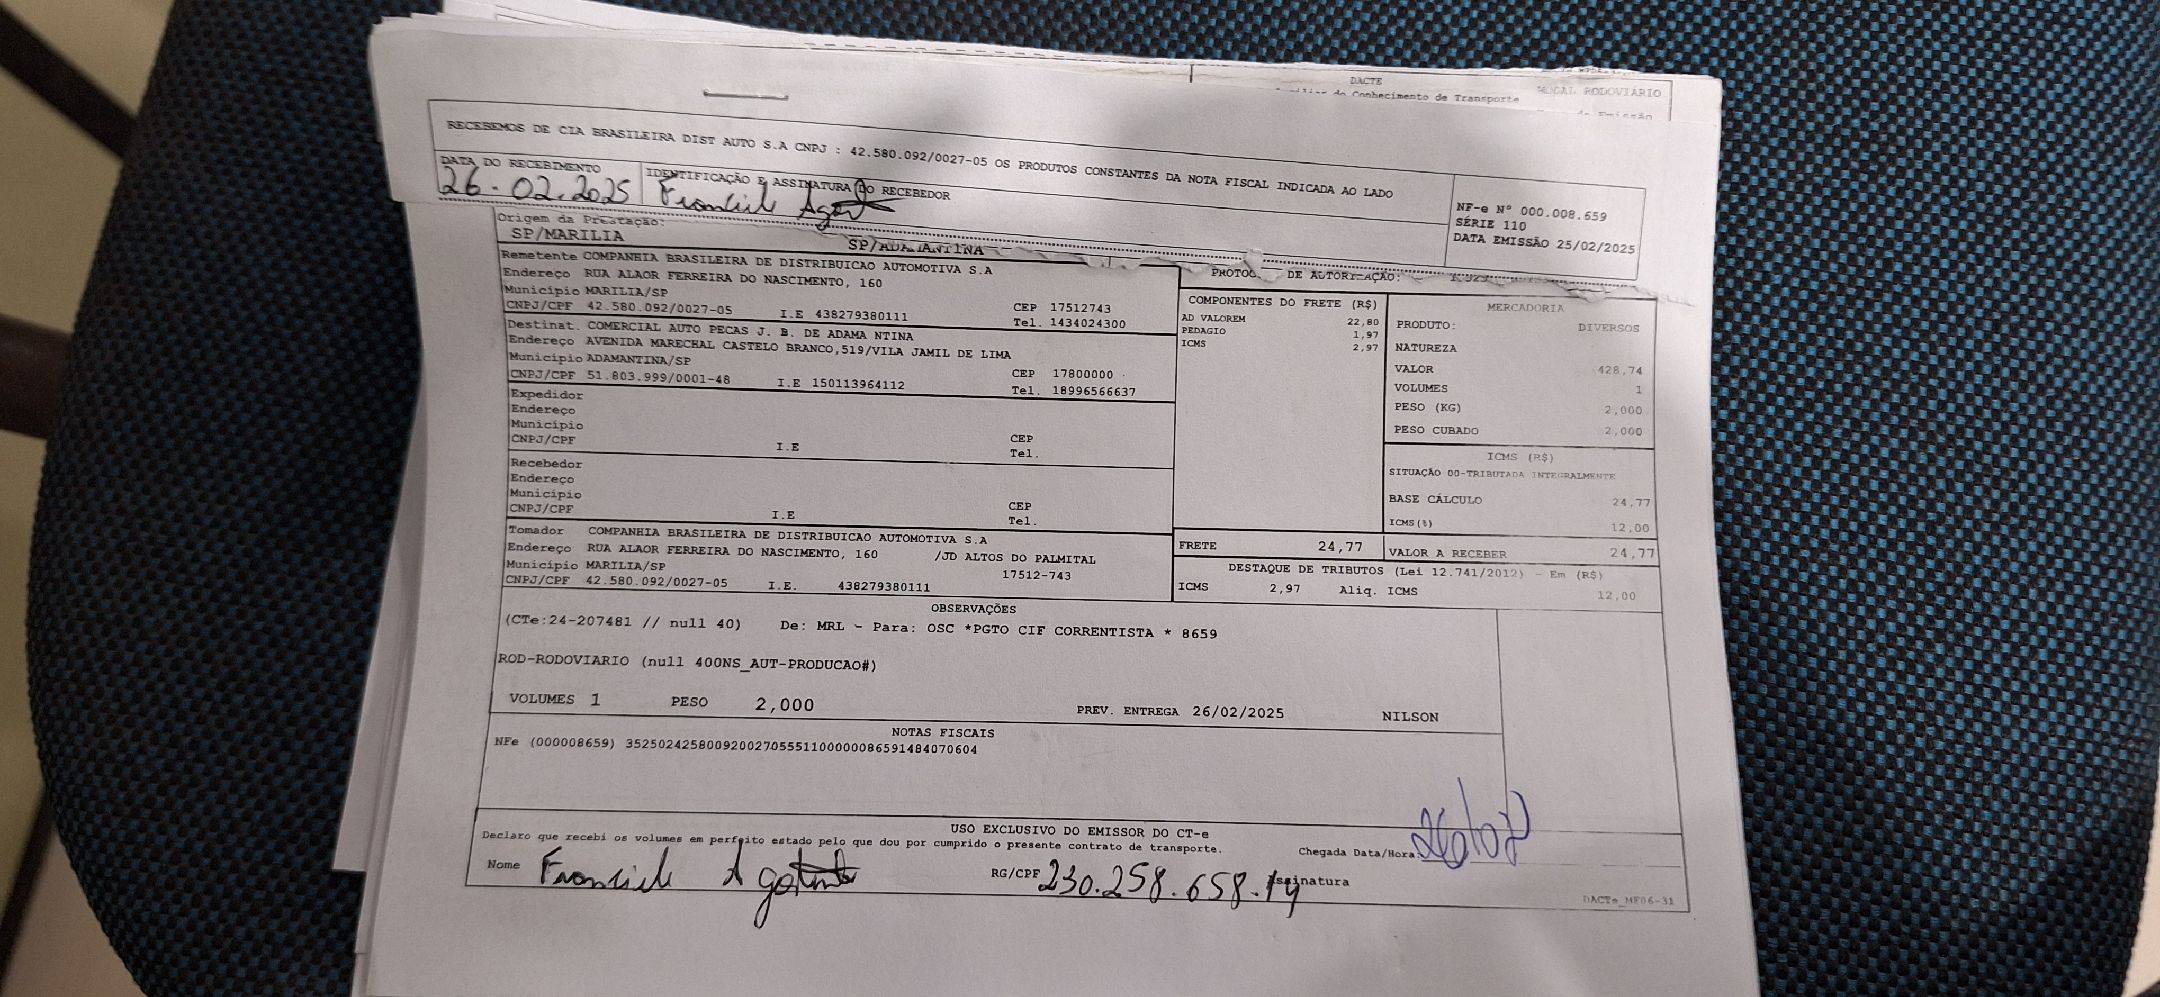 DACTE
MODAL RODOVIÁRIO
do Conhecimento de Transporte
RECEBEMOS DE CIA BRASILEIRA DIST AUTO S.A CNPJ : 42.580.092/0027-05 OS PRODUTOS CONSTANTES DA NOTA FISCAL INDICADA AO LADO
DATA DO RECEBIMENTO
26.02.2025
IDENTIFICAÇÃO E ASSINATURA DO RECEBEDOR
NF-e Nº 000.008.659
SÉRIE 110
DATA EMISSÃO 25/02/2025
Origem da Prestação:
SP/MARILIA
SP/ADAMANTINA
PROTOC DE AUTORIZAÇÃO:
Remetente COMPANHIA BRASILEIRA DE DISTRIBUICAO AUTOMOTIVA S.A
Endereço RUA ALAOR FERREIRA DO NASCIMENTO, 160
Município MARILIA/SP
CNPJ/CPF 42.580.092/0027-05 I.E 438279380111
CEP 17512743
Tel. 1434024300
Destinat. COMERCIAL AUTO PECAS J. B. DE ADAMA NTINA
Endereço AVENIDA MARECHAL CASTELO BRANCO,519/VILA JAMIL DE LIMA
Município ADAMANTINA/SP
CNPJ/CPF 51.803.999/0001-48 I.E 150113964112
CEP 17800000
Tel. 18996566637
Expedidor
Endereço
Município
CNPJ/CPF I.E
CEP
Tel.
Recebedor
Endereço
Município
CNPJ/CPF I.E
CEP
Tel.
Tomador COMPANHIA BRASILEIRA DE DISTRIBUICAO AUTOMOTIVA S.A
Endereço RUA ALAOR FERREIRA DO NASCIMENTO, 160 /JD ALTOS DO PALMITAL
Município MARILIA/SP 17512-743
CNPJ/CPF 42.580.092/0027-05 I.E. 438279380111
COMPONENTES DO FRETE (R$)
AD VALOREM 22,80
PEDAGIO 1,97
ICMS 2,97
MERCADORIA
PRODUTO: DIVERSOS
NATUREZA
VALOR 428,74
VOLUMES 1
PESO (KG) 2,000
PESO CUBADO 2,000
ICMS (R$)
SITUAÇÃO 00-TRIBUTADA INTEGRALMENTE
BASE CÁLCULO 24,77
ICMS(%) 12,00
FRETE 24,77
VALOR A RECEBER 24,77
DESTAQUE DE TRIBUTOS (Lei 12.741/2012) - Em (R$)
ICMS 2,97 Aliq. ICMS 12,00
OBSERVAÇÕES
(CTe:24-207481 // null 40) De: MRL - Para: OSC *PGTO CIF CORRENTISTA * 8659
ROD-RODOVIARIO (null 400NS_AUT-PRODUCAO#)
VOLUMES 1 PESO 2,000 PREV. ENTREGA 26/02/2025 NILSON
NOTAS FISCAIS
NFe (000008659) 35250242580092002705551100000086591484070604
USO EXCLUSIVO DO EMISSOR DO CT-e
Declaro que recebi os volumes em perfeito estado pelo que dou por cumprido o presente contrato de transporte.
Chegada Data/Hora:
Nome
RG/CPF 230.258.658.14
Assinatura
DACTe_MF06-31